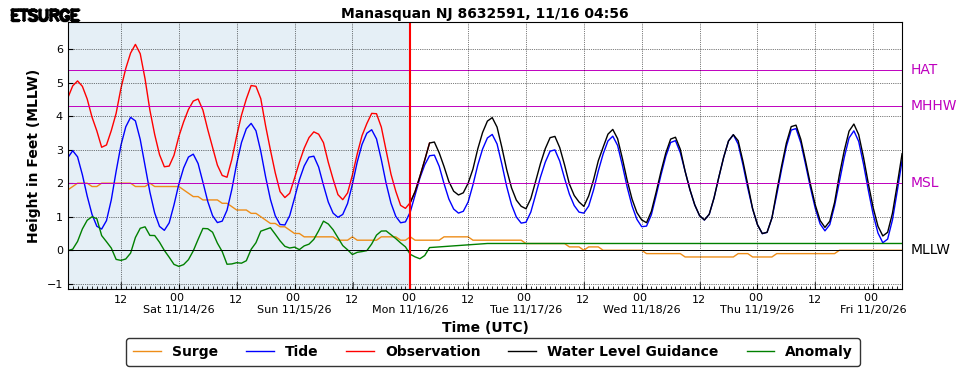 ETSURGE
Manasquan NJ 8632591, 11/16 04:56
Height in Feet (MLLW)
6
5
4
3
2
1
0
−1
HAT
MHHW
MSL
MLLW
12 00 12 00 12 00 12 00 12 00 12 00 12 00
Sat 11/14/26 Sun 11/15/26 Mon 11/16/26 Tue 11/17/26 Wed 11/18/26 Thu 11/19/26 Fri 11/20/26
Time (UTC)
Surge Tide Observation Water Level Guidance Anomaly